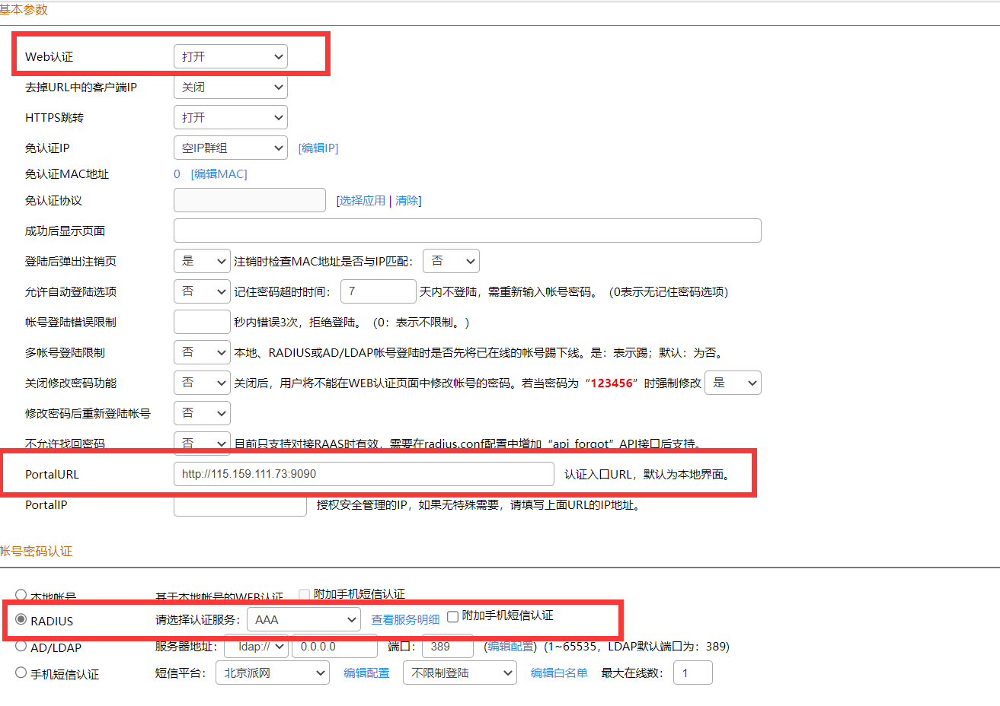 基本参数
Web认证 打开
去掉URL中的客户端IP 关闭
HTTPS跳转 打开
免认证IP 空IP群组 [编辑IP]
免认证MAC地址 0 [编辑MAC]
免认证协议 [选择应用 | 清除]
成功后显示页面
登陆后弹出注销页 是 注销时检查MAC地址是否与IP匹配： 否
允许自动登陆选项 否 记住密码超时时间： 7 天内不登陆，需重新输入帐号密码。（0表示无记住密码选项）
帐号登陆错误限制 秒内错误3次，拒绝登陆。（0：表示不限制。）
多帐号登陆限制 否 本地、RADIUS或AD/LDAP帐号登陆时是否先将已在线的帐号踢下线。是：表示踢；默认：为否。
关闭修改密码功能 否 关闭后，用户将不能在WEB认证页面中修改帐号的密码。若当密码为“123456”时强制修改 是
修改密码后重新登陆帐号 否
不允许找回密码 否 目前只支持对接RAAS时有效，需要在radius.conf配置中增加“api_forgot”API接口后支持。
PortalURL http://115.159.111.73:9090 认证入口URL，默认为本地界面。
PortalIP 授权安全管理的IP，如果无特殊需要，请填写上面URL的IP地址。
帐号密码认证
本地帐号 基于本地帐号的WEB认证 附加手机短信认证
RADIUS 请选择认证服务： AAA 查看服务明细 附加手机短信认证
AD/LDAP 服务器地址： ldap:// 0.0.0.0 端口： 389 (编辑配置) (1~65535，LDAP默认端口为：389)
手机短信认证 短信平台： 北京派网 编辑配置 不限制登陆 编辑白名单 最大在线数： 1